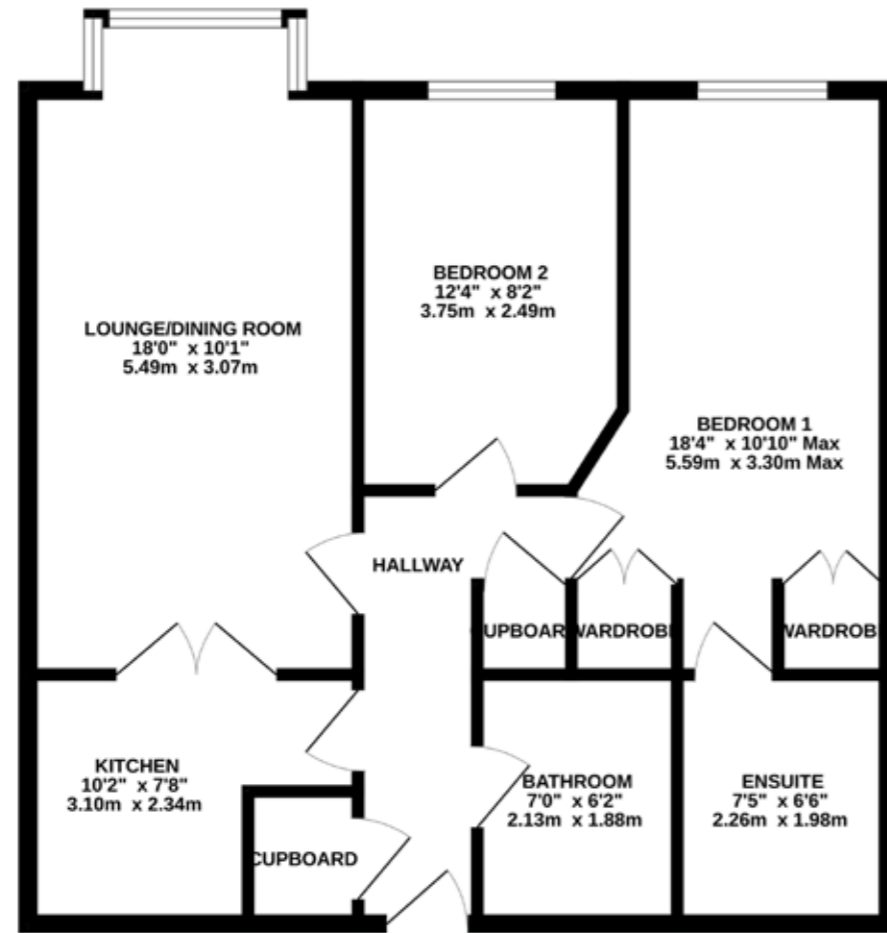 BEDROOM 2
12'4" x 8'2"
3.75m x 2.49m
LOUNGE/DINING ROOM
18'0" x 10'1"
5.49m x 3.07m
BEDROOM 1
18'4" x 10'10" Max
5.59m x 3.30m Max
HALLWAY
CUPBOARD
WARDROBE
WARDROBE
KITCHEN
10'2" x 7'8"
3.10m x 2.34m
BATHROOM
7'0" x 6'2"
2.13m x 1.88m
ENSUITE
7'5" x 6'6"
2.26m x 1.98m
CUPBOARD